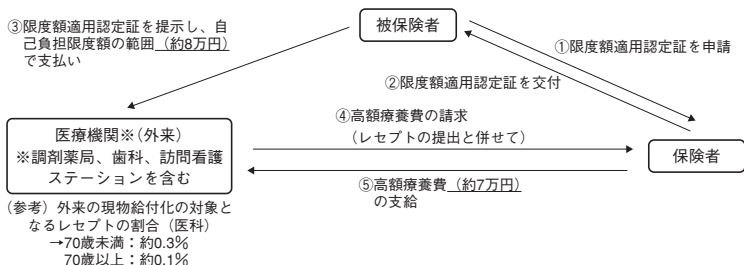 ③限度額適用認定証を提示し、自
己負担限度額の範囲（約8万円）
で支払い
被保険者
①限度額適用認定証を申請
②限度額適用認定証を交付
医療機関※（外来）
※調剤薬局、歯科、訪問看護
ステーションを含む
④高額療養費の請求
（レセプトの提出と併せて）
保険者
⑤高額療養費（約7万円）
の支給
（参考）外来の現物給付化の対象と
なるレセプトの割合（医科）
→70歳未満：約0.3％
70歳以上：約0.1％